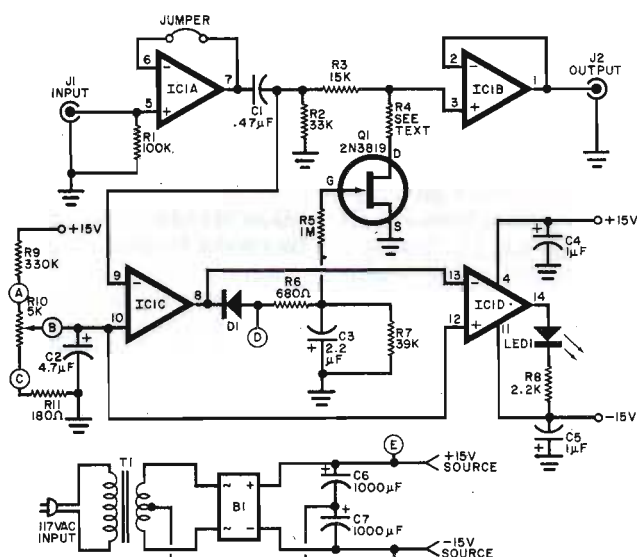 JUMPER
6
7
IC1A
J1
INPUT
5
R1
100K
C1
.47µF
R2
33K
R3
15K
R4
SEE
TEXT
Q1
2N3819
D
G
S
2
1
3
IC1B
J2
OUTPUT
+15V
R9
330K
A
R10
5K
B
C
R11
180Ω
C2
4.7µF
9
10
IC1C
8
D1
D
R5
1M
R6
680Ω
C3
2.2
µF
R7
39K
13
12
IC1D
4
11
14
+15V
C4
1µF
LED1
R8
2.2K
-15V
C5
1µF
117VAC
INPUT
T1
B1
~
~
+
-
E
C6
1000µF
C7
1000µF
+15V
SOURCE
-15V
SOURCE